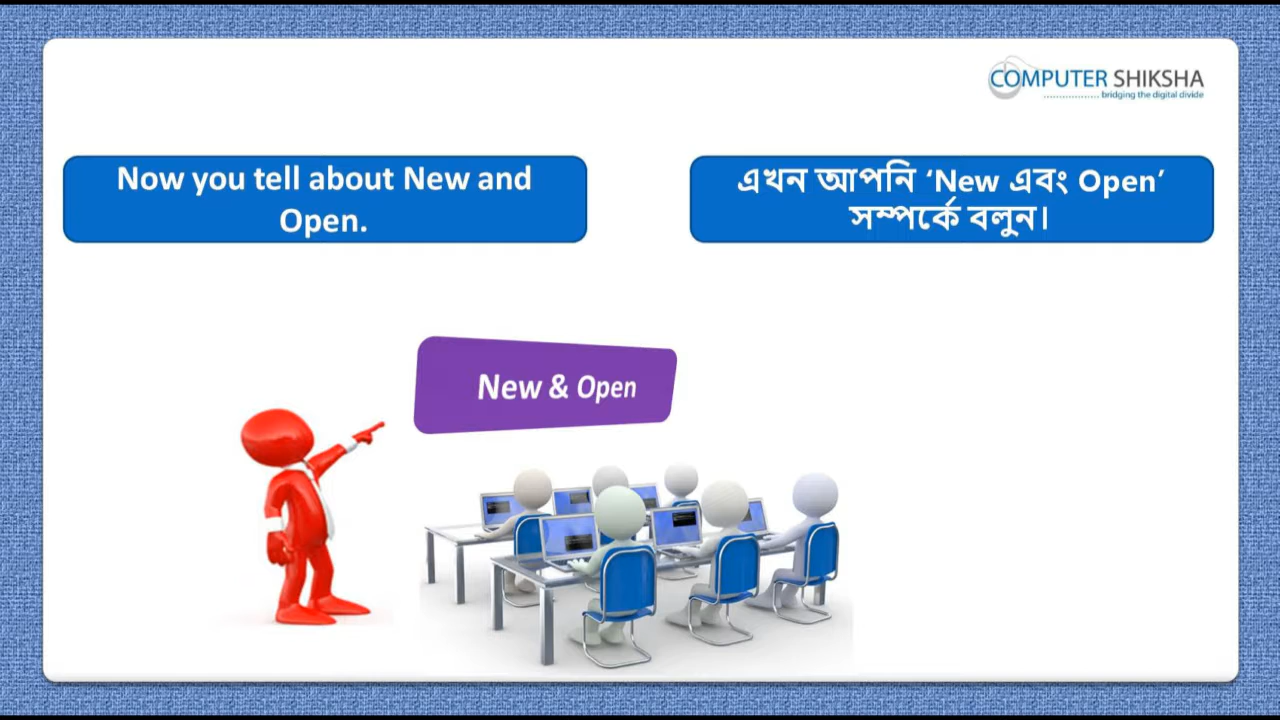 COMPUTER SHIKSHA
bridging the digital divide
Now you tell about New and
Open.
এখন আপনি ‘New এবং Open’
সম্পর্কে বলুন।
New & Open